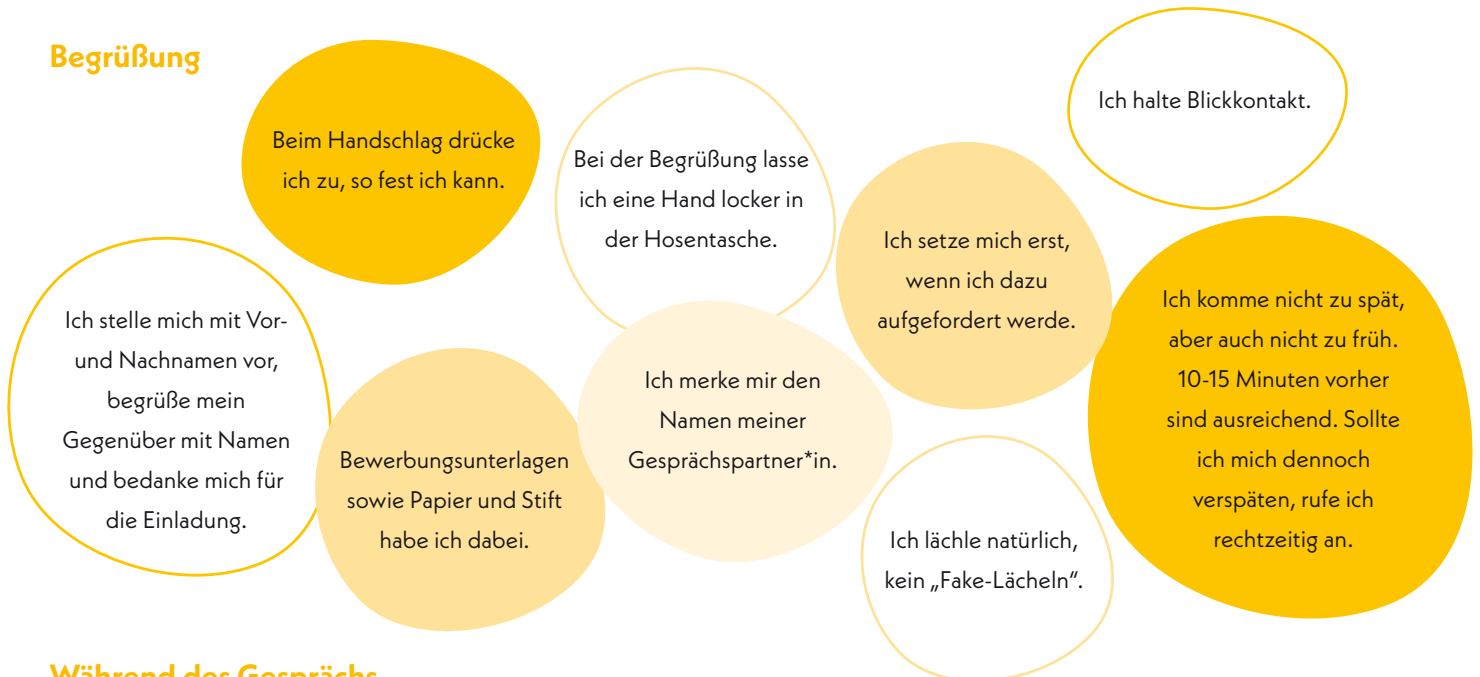 Begrüßung
Beim Handschlag drücke
ich zu, so fest ich kann.
Bei der Begrüßung lasse
ich eine Hand locker in
der Hosentasche.
Ich halte Blickkontakt.
Ich setze mich erst,
wenn ich dazu
aufgefordert werde.
Ich komme nicht zu spät,
aber auch nicht zu früh.
10-15 Minuten vorher
sind ausreichend. Sollte
ich mich dennoch
verspäten, rufe ich
rechtzeitig an.
Ich stelle mich mit Vor-
und Nachnamen vor,
begrüße mein
Gegenüber mit Namen
und bedanke mich für
die Einladung.
Bewerbungsunterlagen
sowie Papier und Stift
habe ich dabei.
Ich merke mir den
Namen meiner
Gesprächspartner*in.
Ich lächle natürlich,
kein „Fake-Lächeln“.
Während des Gesprächs